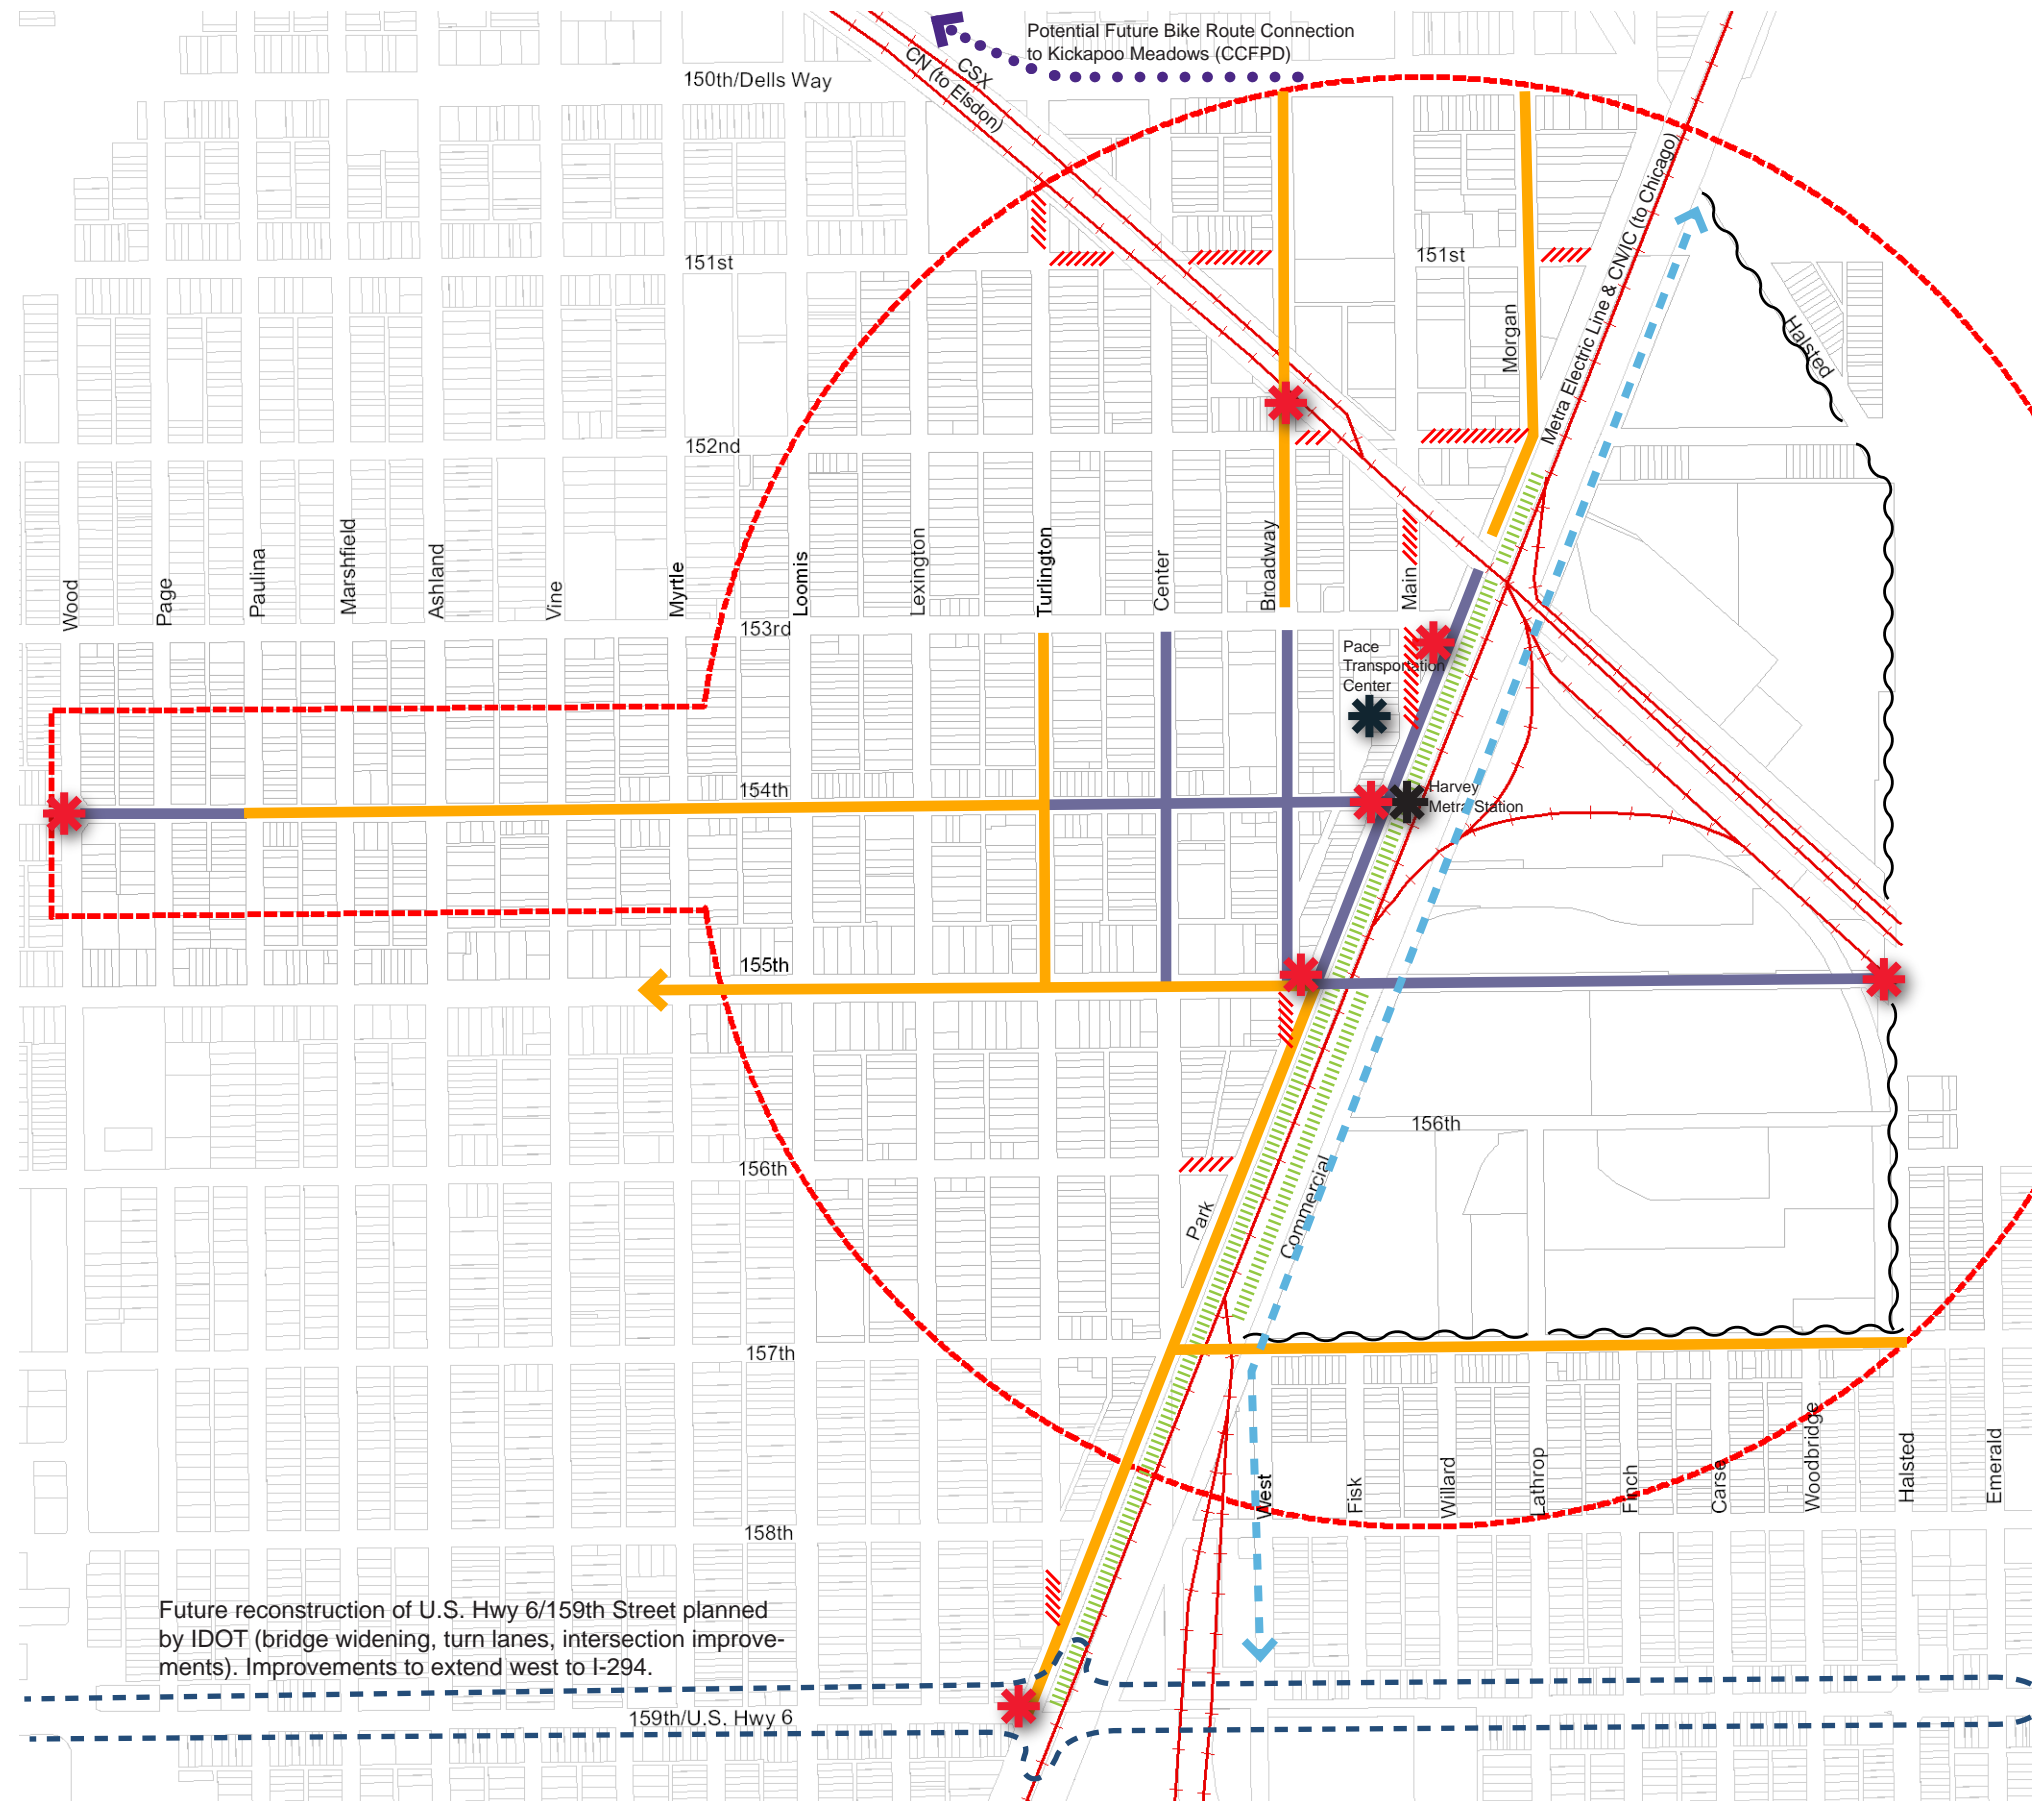 Potential Future Bike Route Connection
to Kickapoo Meadows (CCFPD)
CSX
CN (to Elsdon)
150th/Dells Way
Metra Electric Line & CN/IC (to Chicago)
151st
151st
Morgan
Halsted
152nd
Wood
Page
Paulina
Marshfield
Ashland
Vine
Myrtle
Loomis
Lexington
Turlington
Center
Broadway
Main
153rd
Pace
Transportation
Center
154th
Harvey
Metra Station
155th
156th
156th
Park
Commercial
157th
West
Fisk
Willard
Lathrop
Finch
Carse
Woodbridge
Halsted
Emerald
158th
Future reconstruction of U.S. Hwy 6/159th Street planned
by IDOT (bridge widening, turn lanes, intersection improve-
ments). Improvements to extend west to I-294.
159th/U.S. Hwy 6